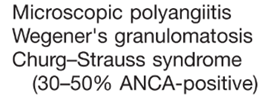 Microscopic polyangiitis
Wegener's granulomatosis
Churg–Strauss syndrome
(30–50% ANCA-positive)